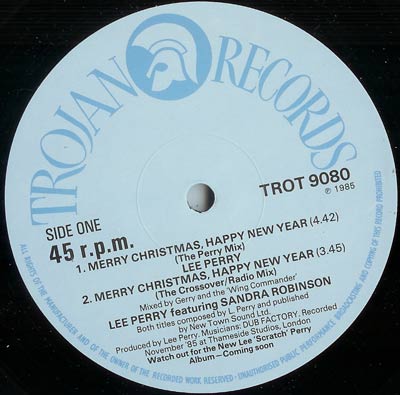 TROJAN RECORDS
TROT 9080
℗ 1985
SIDE ONE
45 r.p.m.
1. MERRY CHRISTMAS, HAPPY NEW YEAR (4.42)
(The Perry Mix)
LEE PERRY
2. MERRY CHRISTMAS, HAPPY NEW YEAR (3.45)
(The Crossover/Radio Mix)
Mixed by Gerry and the 'Wing Commander'
LEE PERRY featuring SANDRA ROBINSON
Both titles composed by L. Perry and published
by New Town Sound Ltd.
Produced by Lee Perry. Musicians: DUB FACTORY. Recorded
November '85 at Thameside Studios, London
Watch out for the New Lee 'Scratch' Perry
Album—Coming soon
ALL RIGHTS OF THE MANUFACTURER AND OF THE OWNER OF THE RECORDED WORK RESERVED - UNAUTHORISED PUBLIC PERFORMANCE, BROADCASTING AND COPYING OF THIS RECORD PROHIBITED